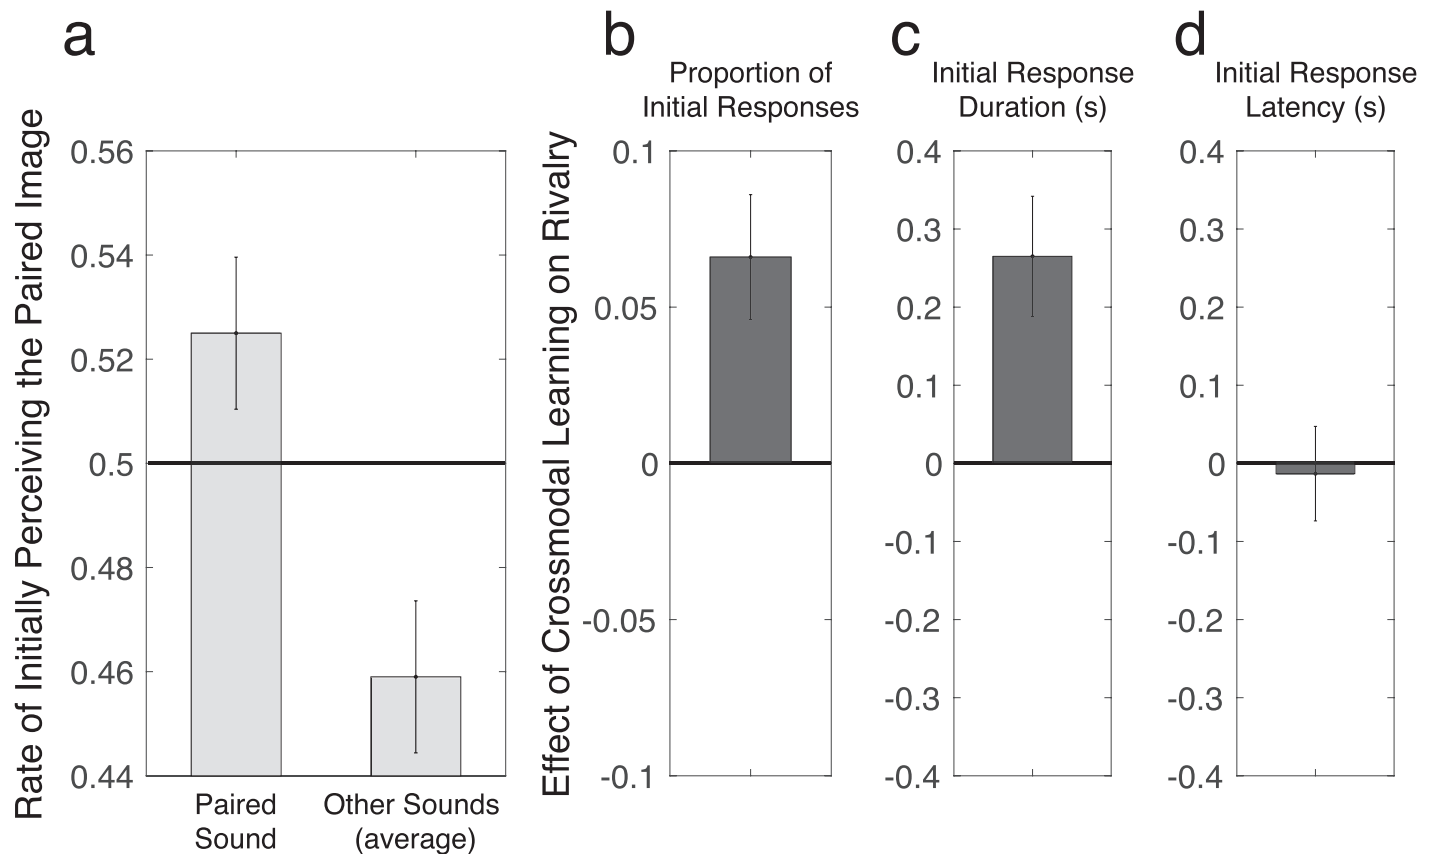 a
Rate of Initially Perceiving the Paired Image
0.56
0.54
0.52
0.5
0.48
0.46
0.44
Paired
Sound
Other Sounds
(average)
b
Proportion of
Initial Responses
Effect of Crossmodal Learning on Rivalry
0.1
0.05
0
-0.05
-0.1
c
Initial Response
Duration (s)
0.4
0.3
0.2
0.1
0
-0.1
-0.2
-0.3
-0.4
d
Initial Response
Latency (s)
0.4
0.3
0.2
0.1
0
-0.1
-0.2
-0.3
-0.4